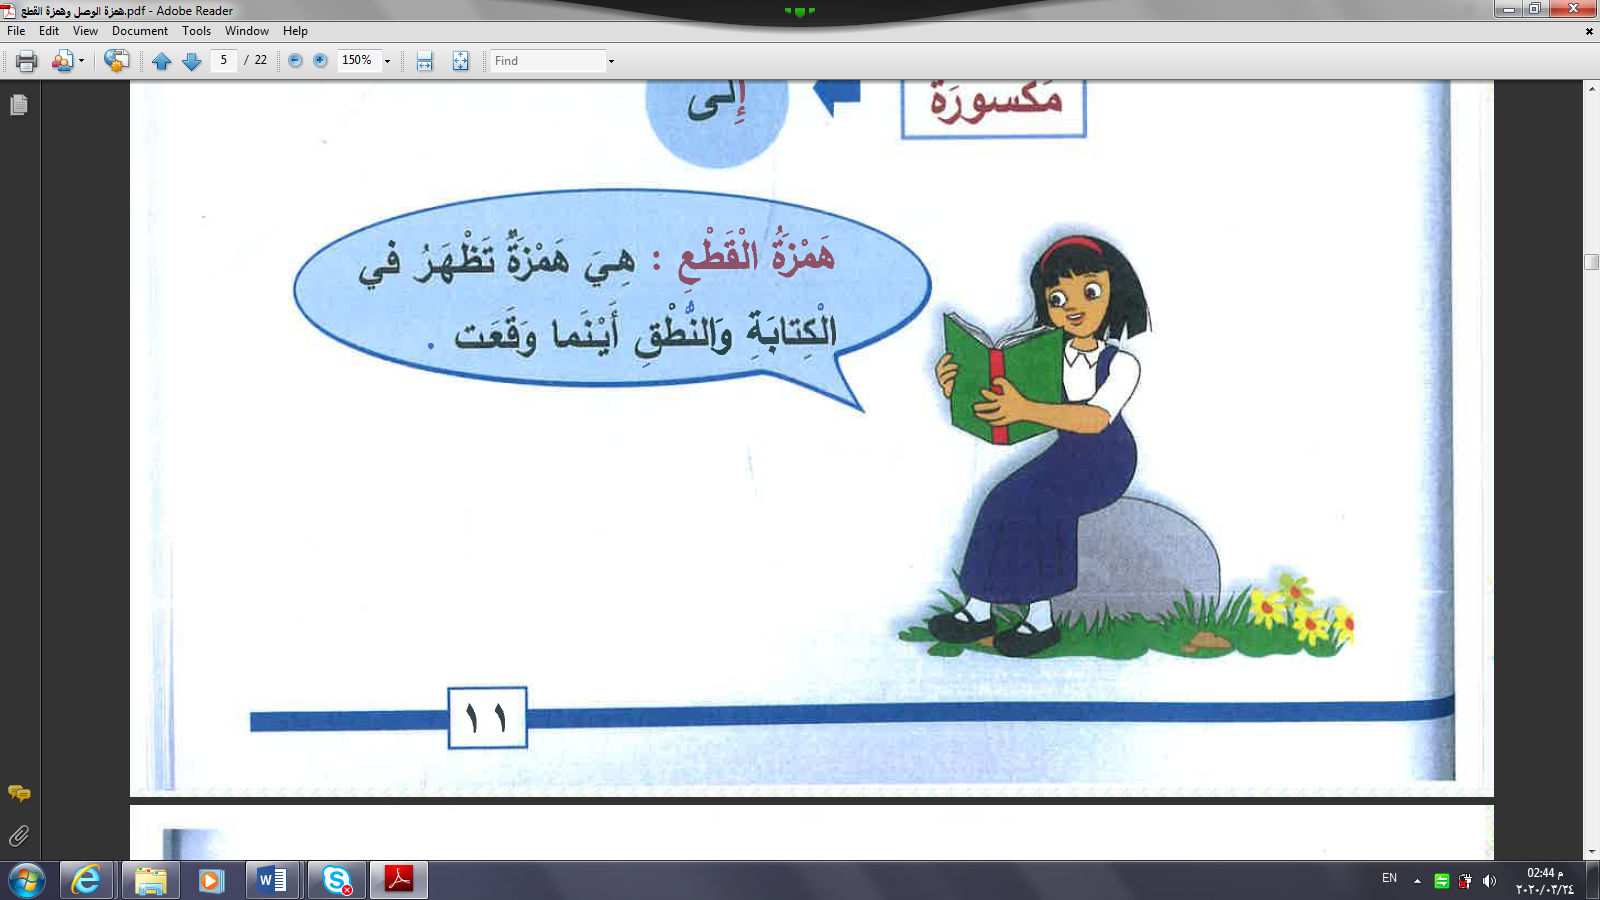 همزة الوصل وهمزة القطع.pdf - Adobe Reader
File Edit View Document Tools Window Help
5 / 22 150% Find
إِلى
مَكْسورَة
هَمْزَةُ الْقَطْعِ : هِيَ هَمْزَةٌ تَظْهَرُ في
الْكِتابَةِ وَالنُّطْقِ أَيْنَما وَقَعَت .
١١
EN
02:44 م
٢٠٢٠/٠٣/٢٤